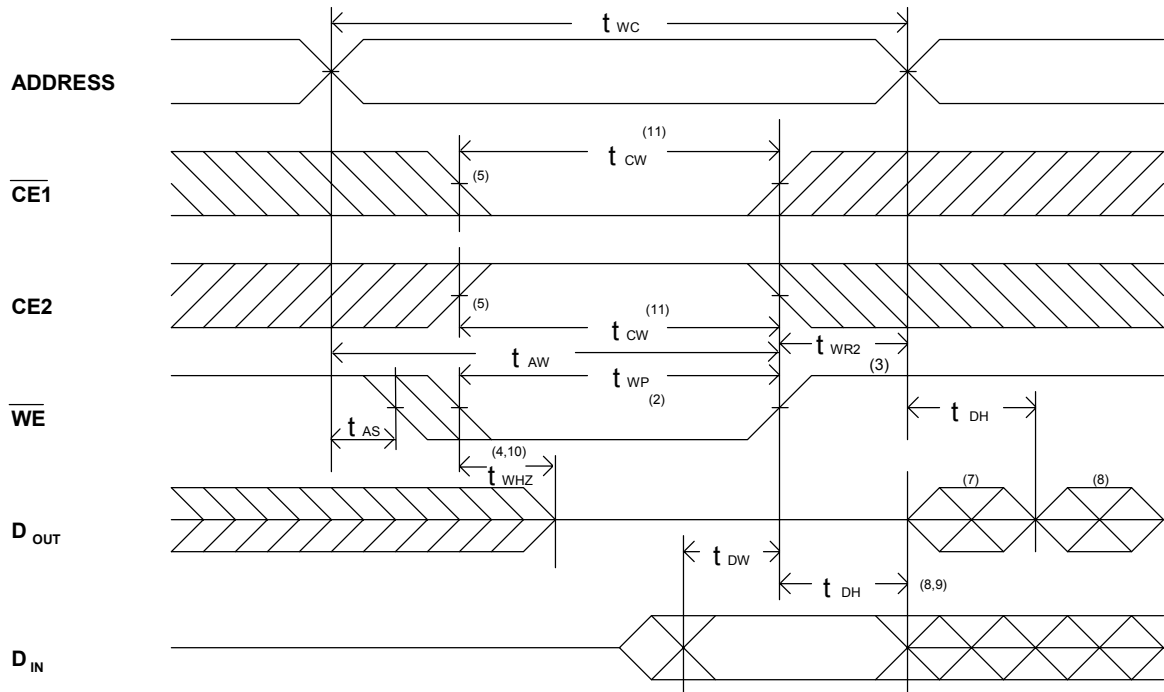 t WC
ADDRESS
(11)
t CW
CE1
(5)
CE2
(5)
(11)
t CW
t WR2
t AW
t WP
(3)
(2)
WE
t AS
t DH
(4,10)
t WHZ
(7)
(8)
D OUT
t DW
t DH
(8,9)
D IN